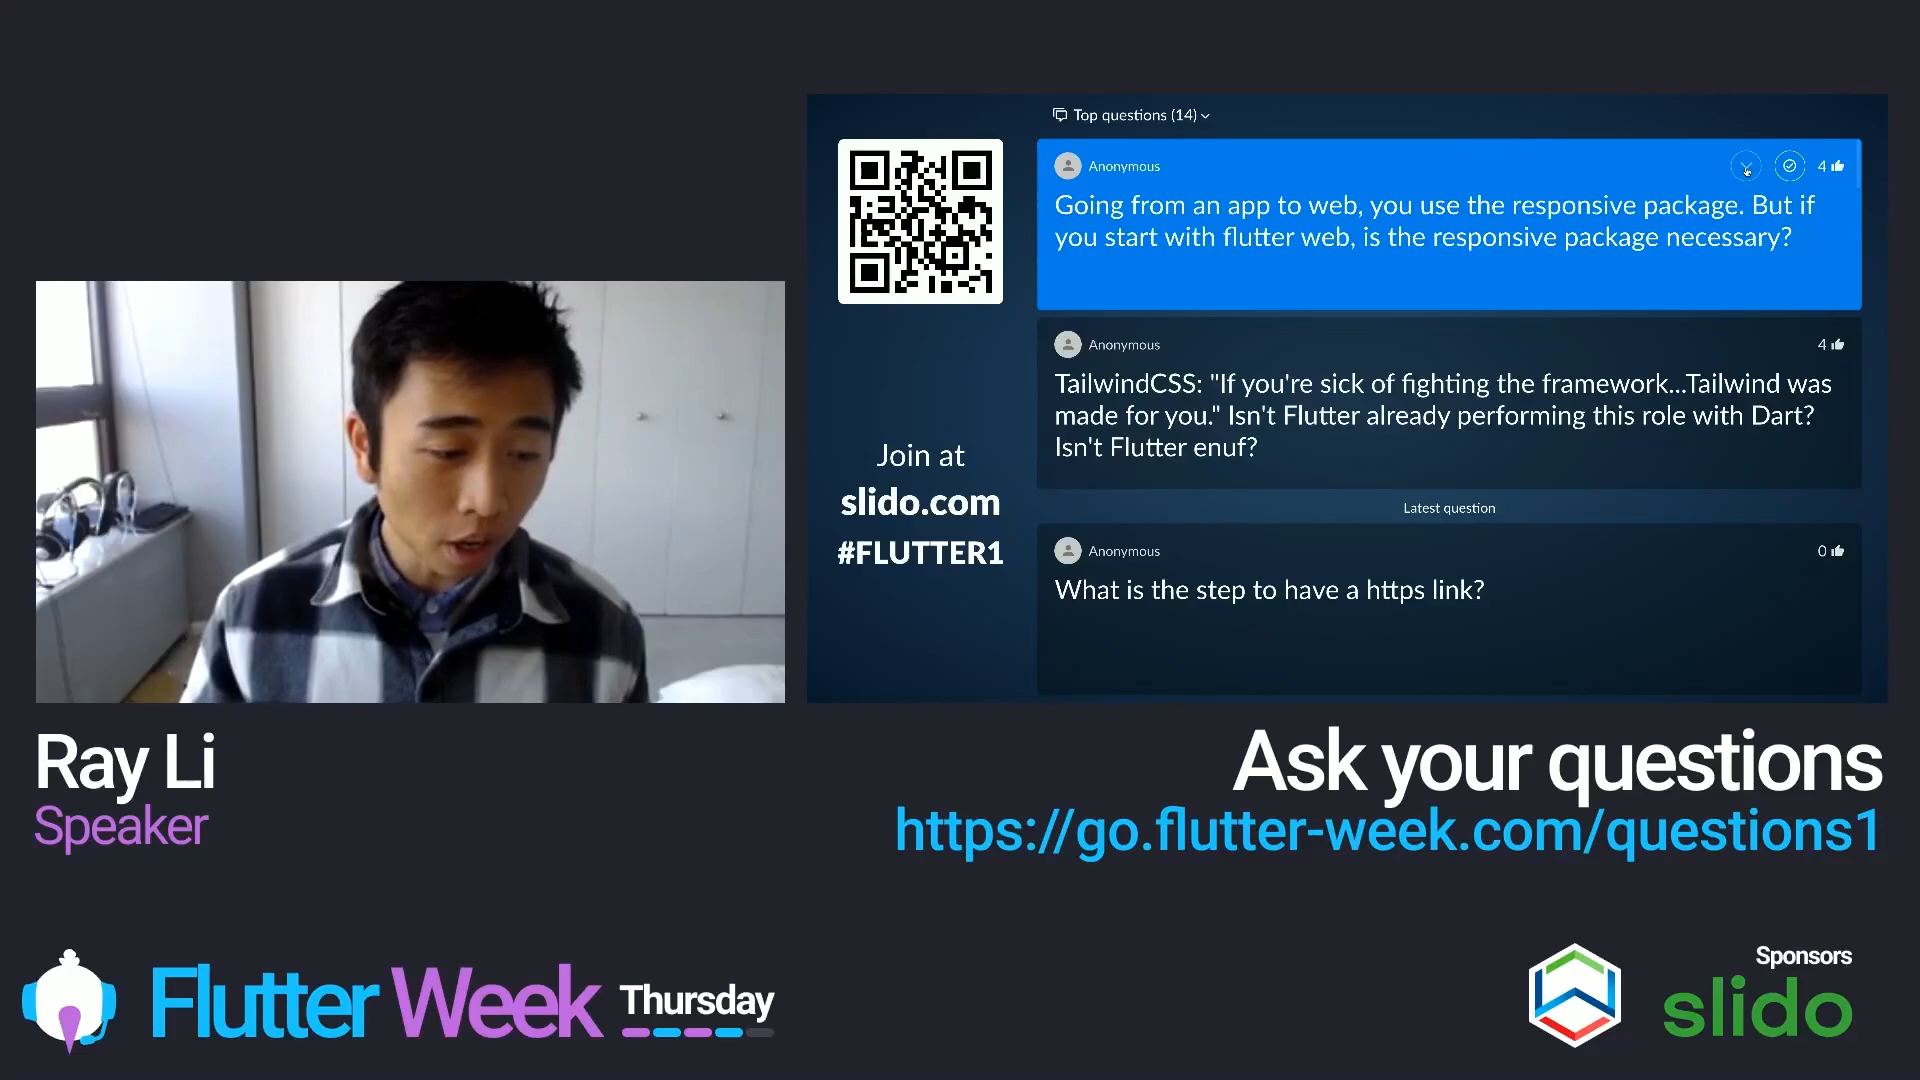 Top questions (14)
Anonymous
4
Going from an app to web, you use the responsive package. But if
you start with flutter web, is the responsive package necessary?
Anonymous
4
TailwindCSS: "If you're sick of fighting the framework...Tailwind was
made for you." Isn't Flutter already performing this role with Dart?
Isn't Flutter enuf?
Latest question
Anonymous
0
What is the step to have a https link?
Join at
slido.com
#FLUTTER1
Ray Li
Speaker
Ask your questions
https://go.flutter-week.com/questions1
Flutter Week Thursday
Sponsors
slido